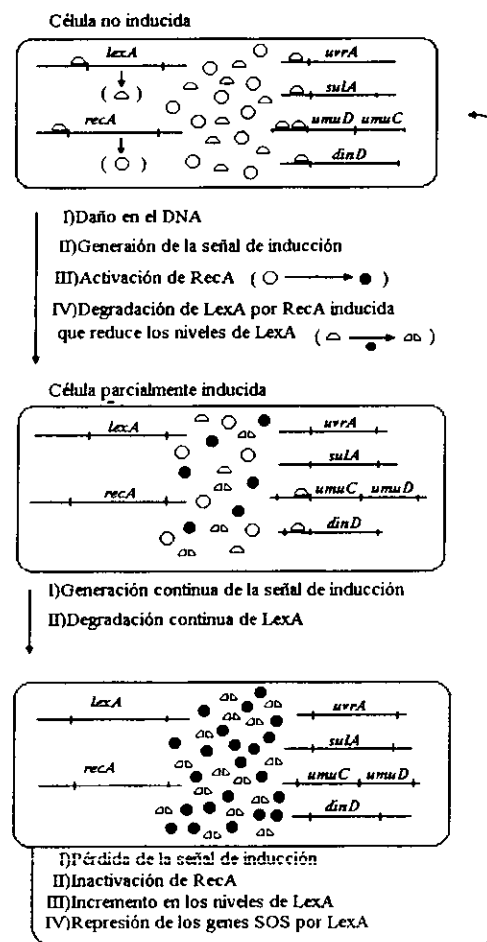 Célula no inducida
lexA
uvrA
sulA
recA
umuD umuC
dinD
I)Daño en el DNA
II)Generaión de la señal de inducción
III)Activación de RecA
IV)Degradación de LexA por RecA inducida
que reduce los niveles de LexA
Célula parcialmente inducida
lexA
uvrA
sulA
recA
umuC umuD
dinD
I)Generación continua de la señal de inducción
II)Degradación continua de LexA
lexA
uvrA
sulA
recA
umuC umuD
dinD
I)Pérdida de la señal de inducción
II)Inactivación de RecA
III)Incremento en los niveles de LexA
IV)Represión de los genes SOS por LexA